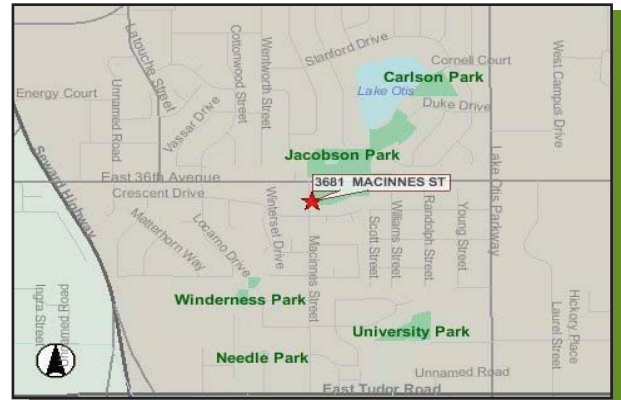 Stanford Drive
Cornell Court
Carlson Park
Lake Otis
Duke Drive
West Campus Drive
Latouche Street
Cottonwood Street
Wentworth Street
Energy Court
Unnamed Road
Vassar Drive
Jacobson Park
Seward Highway
East 36th Avenue
3681 MACINNES ST
Lake Otis Parkway
Crescent Drive
Matterhorn Way
Locarno Drive
Winterset Drive
Macinnes Street
Scott Street
Williams Street
Randolph Street
Young Street
Ingra Street
Unnamed Road
Winderness Park
University Park
Hickory Place
Laurel Street
Needle Park
Unnamed Road
East Tudor Road